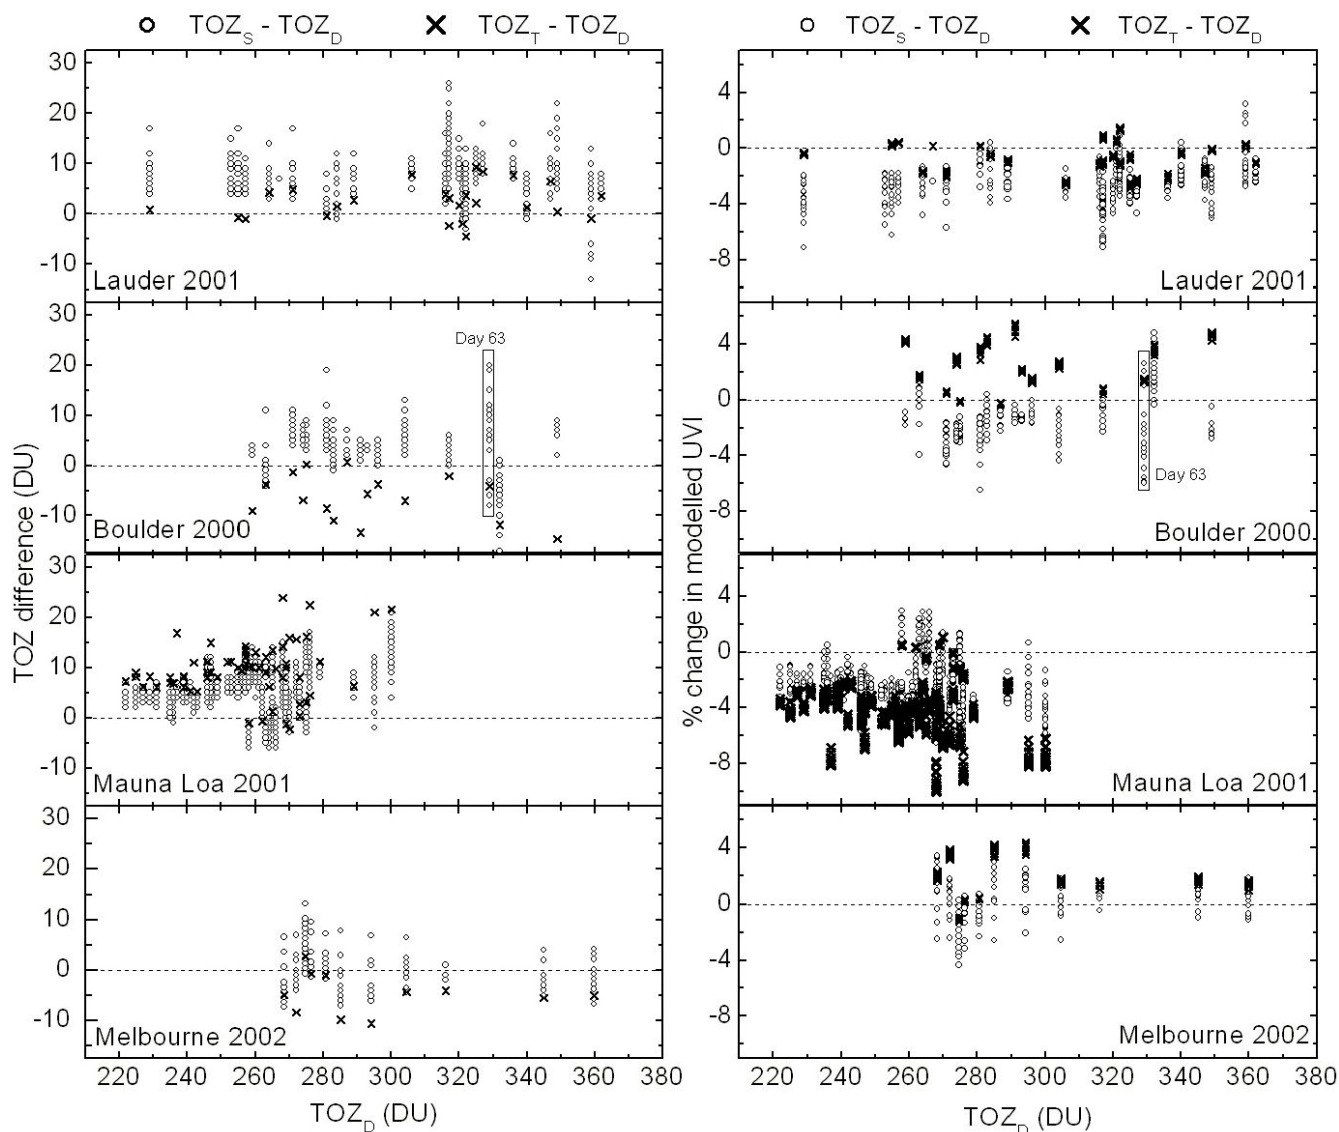 TOZS - TOZD
TOZT - TOZD
TOZS - TOZD
TOZT - TOZD
TOZ difference (DU)
30
20
10
0
-10
Lauder 2001
30
20
10
0
-10
Day 63
Boulder 2000
30
20
10
0
-10
Mauna Loa 2001
30
20
10
0
-10
Melbourne 2002
220 240 260 280 300 320 340 360
TOZD (DU)
% change in modelled UVI
4
0
-4
-8
Lauder 2001
4
0
-4
-8
Day 63
Boulder 2000
4
0
-4
-8
Mauna Loa 2001
4
0
-4
-8
Melbourne 2002
220 240 260 280 300 320 340 360 380
TOZD (DU)